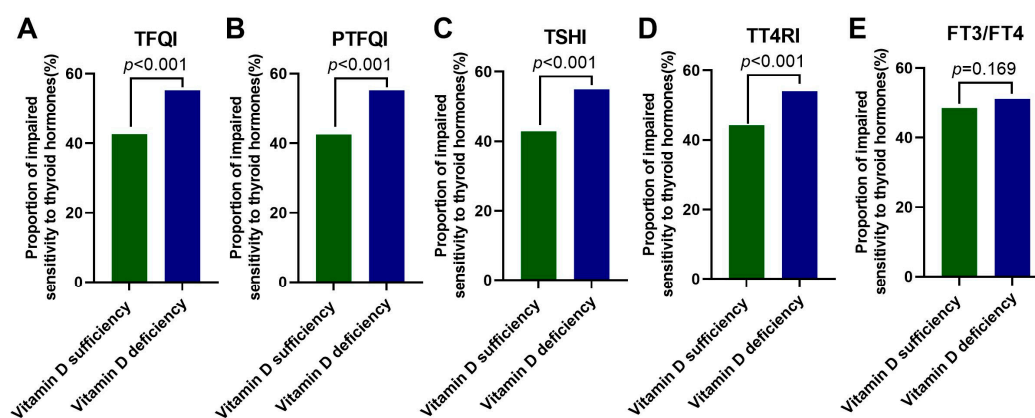 A
TFQI
p<0.001
Proportion of impaired
sensitivity to thyroid hormones(%)
60
40
20
0
Vitamin D sufficiency
Vitamin D deficiency
B
PTFQI
p<0.001
Proportion of impaired
sensitivity to thyroid hormones(%)
60
40
20
0
Vitamin D sufficiency
Vitamin D deficiency
C
TSHI
p<0.001
Proportion of impaired
sensitivity to thyroid hormones(%)
60
40
20
0
Vitamin D sufficiency
Vitamin D deficiency
D
TT4RI
p<0.001
Proportion of impaired
sensitivity to thyroid hormones(%)
60
40
20
0
Vitamin D sufficiency
Vitamin D deficiency
E
FT3/FT4
p=0.169
Proportion of impaired
sensitivity to thyroid hormones(%)
60
40
20
0
Vitamin D sufficiency
Vitamin D deficiency